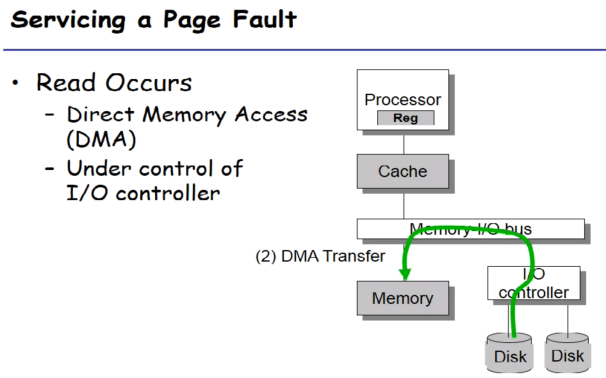 Servicing a Page Fault
• Read Occurs
– Direct Memory Access
(DMA)
– Under control of
I/O controller
Processor
Reg
Cache
Memory-I/O bus
(2) DMA Transfer
I/O
controller
Memory
Disk
Disk